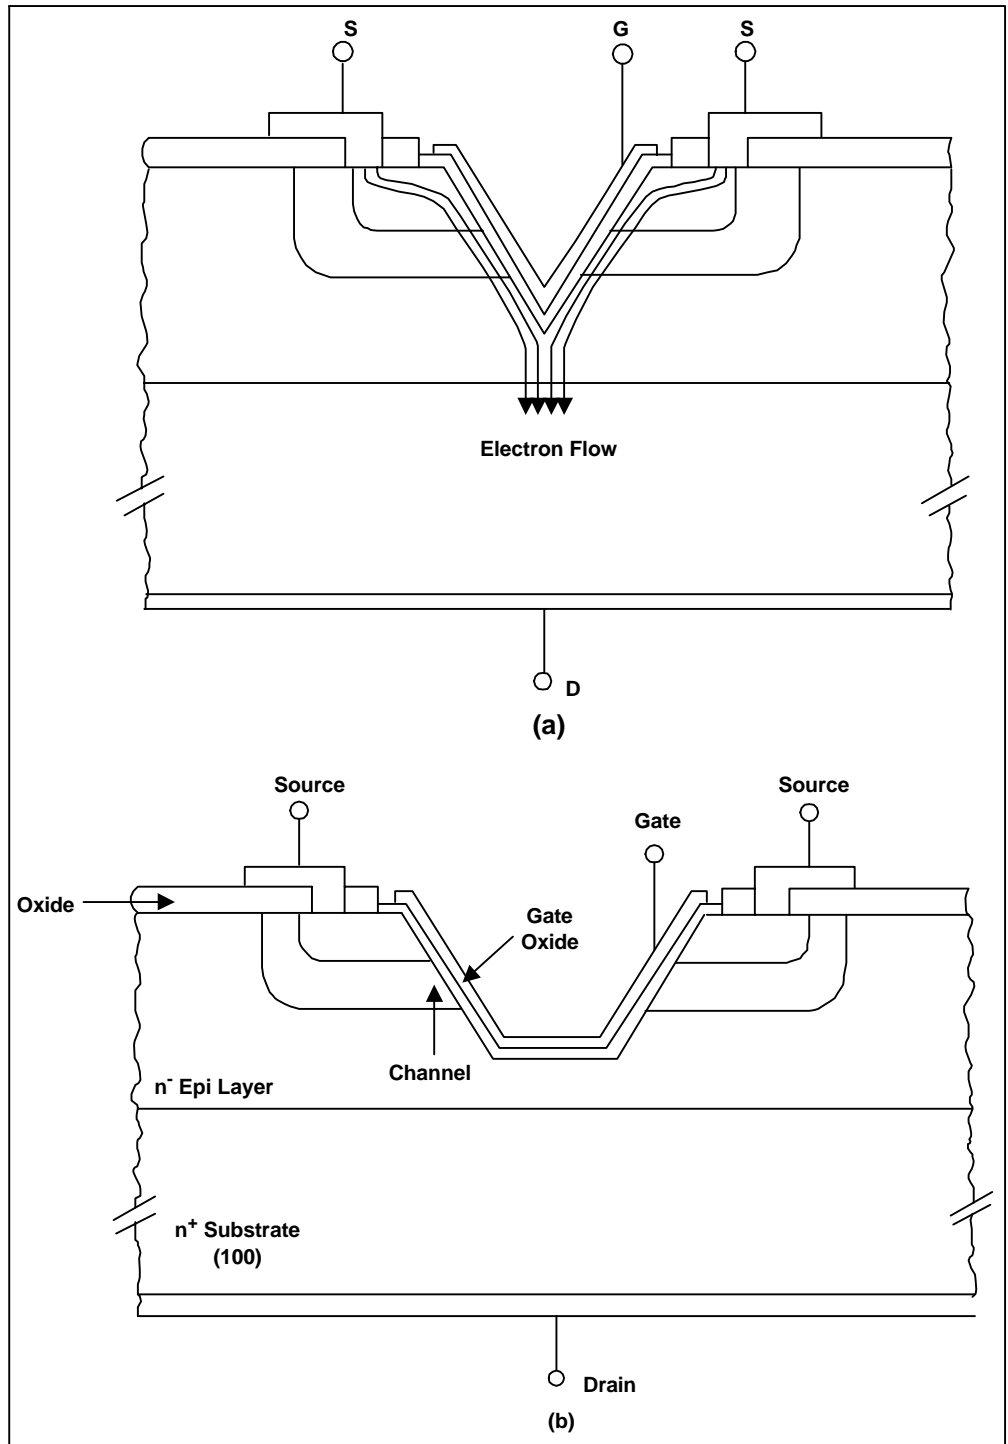 S G S
Electron Flow
D
(a)
Source Source
Gate
Oxide
Gate
Oxide
Channel
n⁻ Epi Layer
n⁺ Substrate
(100)
Drain
(b)